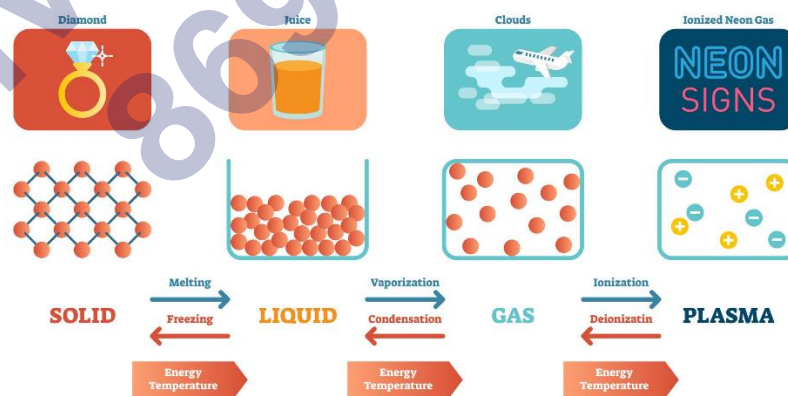 Diamond
Juice
Clouds
Ionized Neon Gas
NEON
SIGNS
Melting
Vaporization
Ionization
SOLID
LIQUID
GAS
PLASMA
Freezing
Condensation
Deionizatin
Energy
Temperature
Energy
Temperature
Energy
Temperature